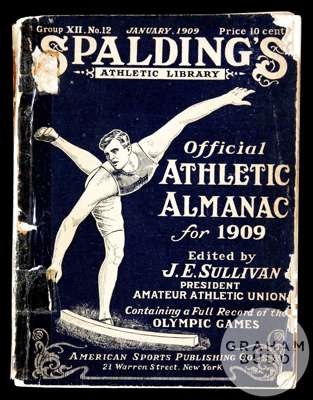 Group XII, No. 12 JANUARY, 1909 Price 10 cent
SPALDING'S
ATHLETIC LIBRARY
Official
ATHLETIC
ALMANAC
for 1909
Edited by
J. E. SULLIVAN
PRESIDENT
AMATEUR ATHLETIC UNION
Containing a Full Record of the
OLYMPIC GAMES
AMERICAN SPORTS PUBLISHING
21 Warren Street, New York
GRAHAM
BUDD